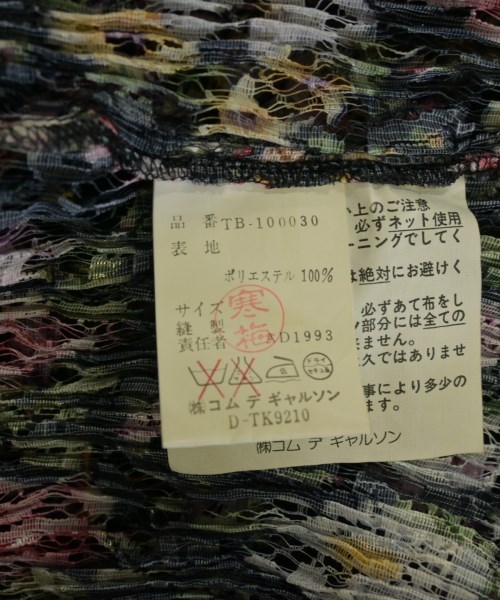 品 番 TB-100030
表 地
ポリエステル 100%
サイズ
縫 製
責任者 AD1993
寒梅
ドライ
㈱コム デ ギャルソン
D-TK9210
上のご注意
必ずネット使用
ーニングでしてく
は絶対にお避けく
必ずあて布をし
部分には全ての
来ません。
久ではありませ
事により多少の
ます。
㈱コム デ ギャルソン